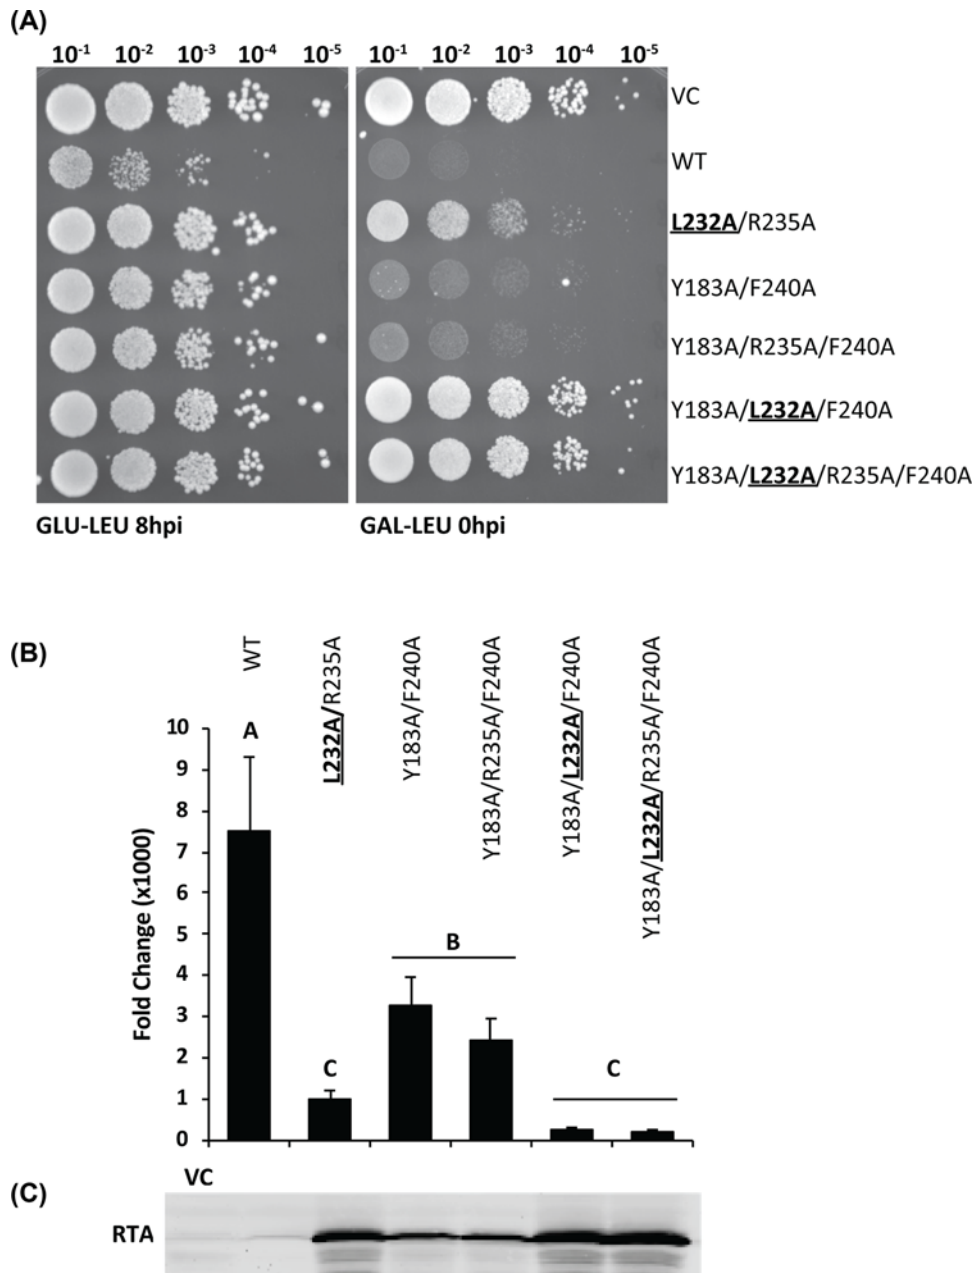 (A)
10-1 10-2 10-3 10-4 10-5 10-1 10-2 10-3 10-4 10-5
VC
WT
L232A/R235A
Y183A/F240A
Y183A/R235A/F240A
Y183A/L232A/F240A
Y183A/L232A/R235A/F240A
GLU-LEU 8hpi GAL-LEU 0hpi
(B)
WT
L232A/R235A
Y183A/F240A
Y183A/R235A/F240A
Y183A/L232A/F240A
Y183A/L232A/R235A/F240A
Fold Change (x1000)
10
9
8
7
6
5
4
3
2
1
0
A
C
B
C
(C)
VC
RTA